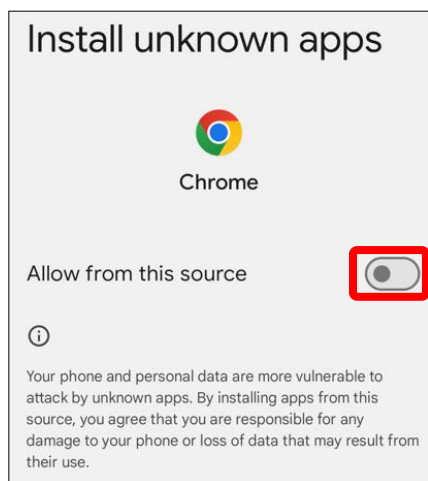 Install unknown apps
Chrome
Allow from this source
Your phone and personal data are more vulnerable to
attack by unknown apps. By installing apps from this
source, you agree that you are responsible for any
damage to your phone or loss of data that may result from
their use.